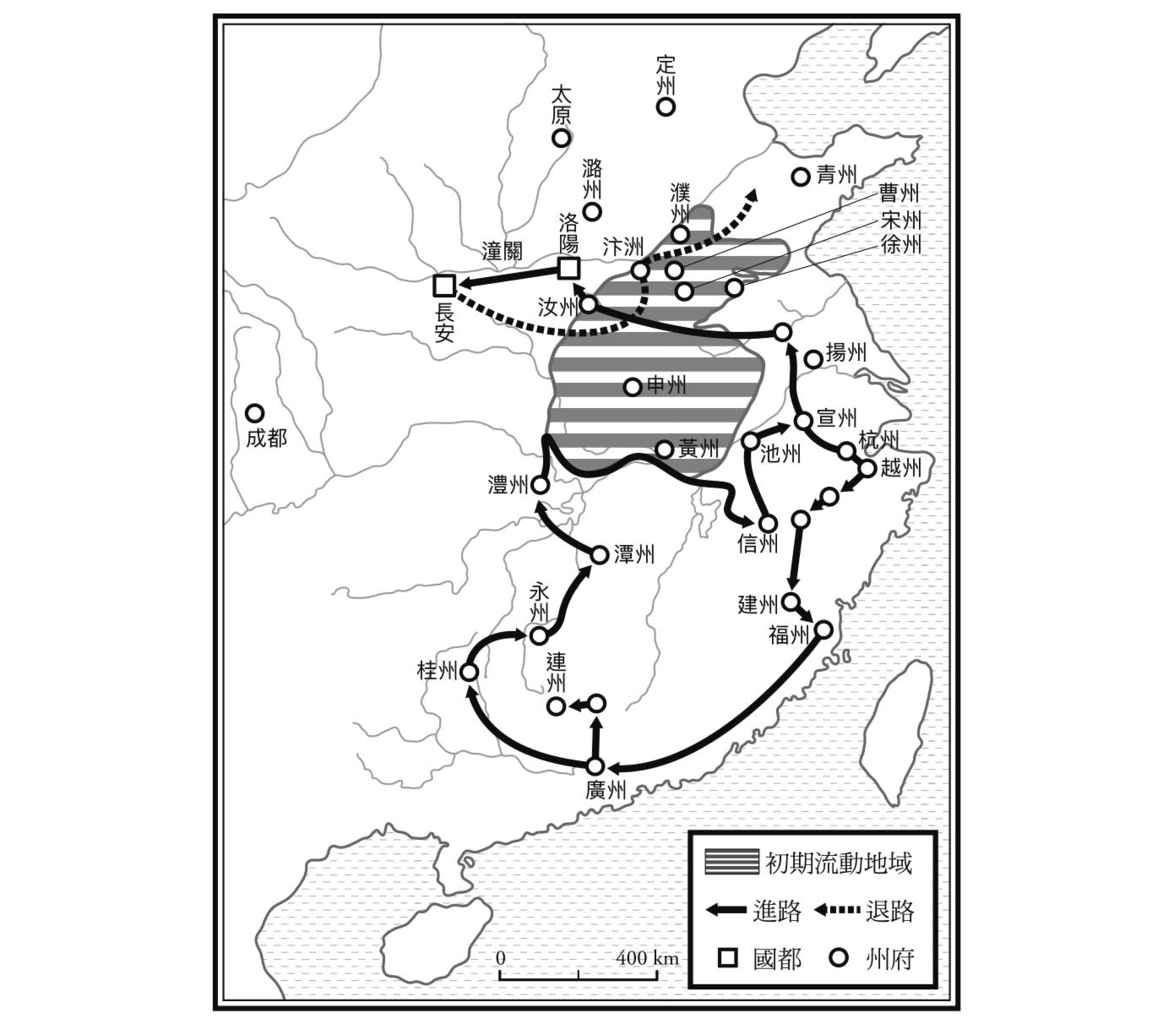 定州
太原
潞州
青州
濮州
曹州
宋州
徐州
洛陽
汴洲
潼關
長安
汝州
揚州
申州
成都
宣州
杭州
黃州
池州
越州
澧州
信州
潭州
永州
建州
福州
連州
桂州
廣州
初期流動地域
進路
退路
國都
州府
0
400 km